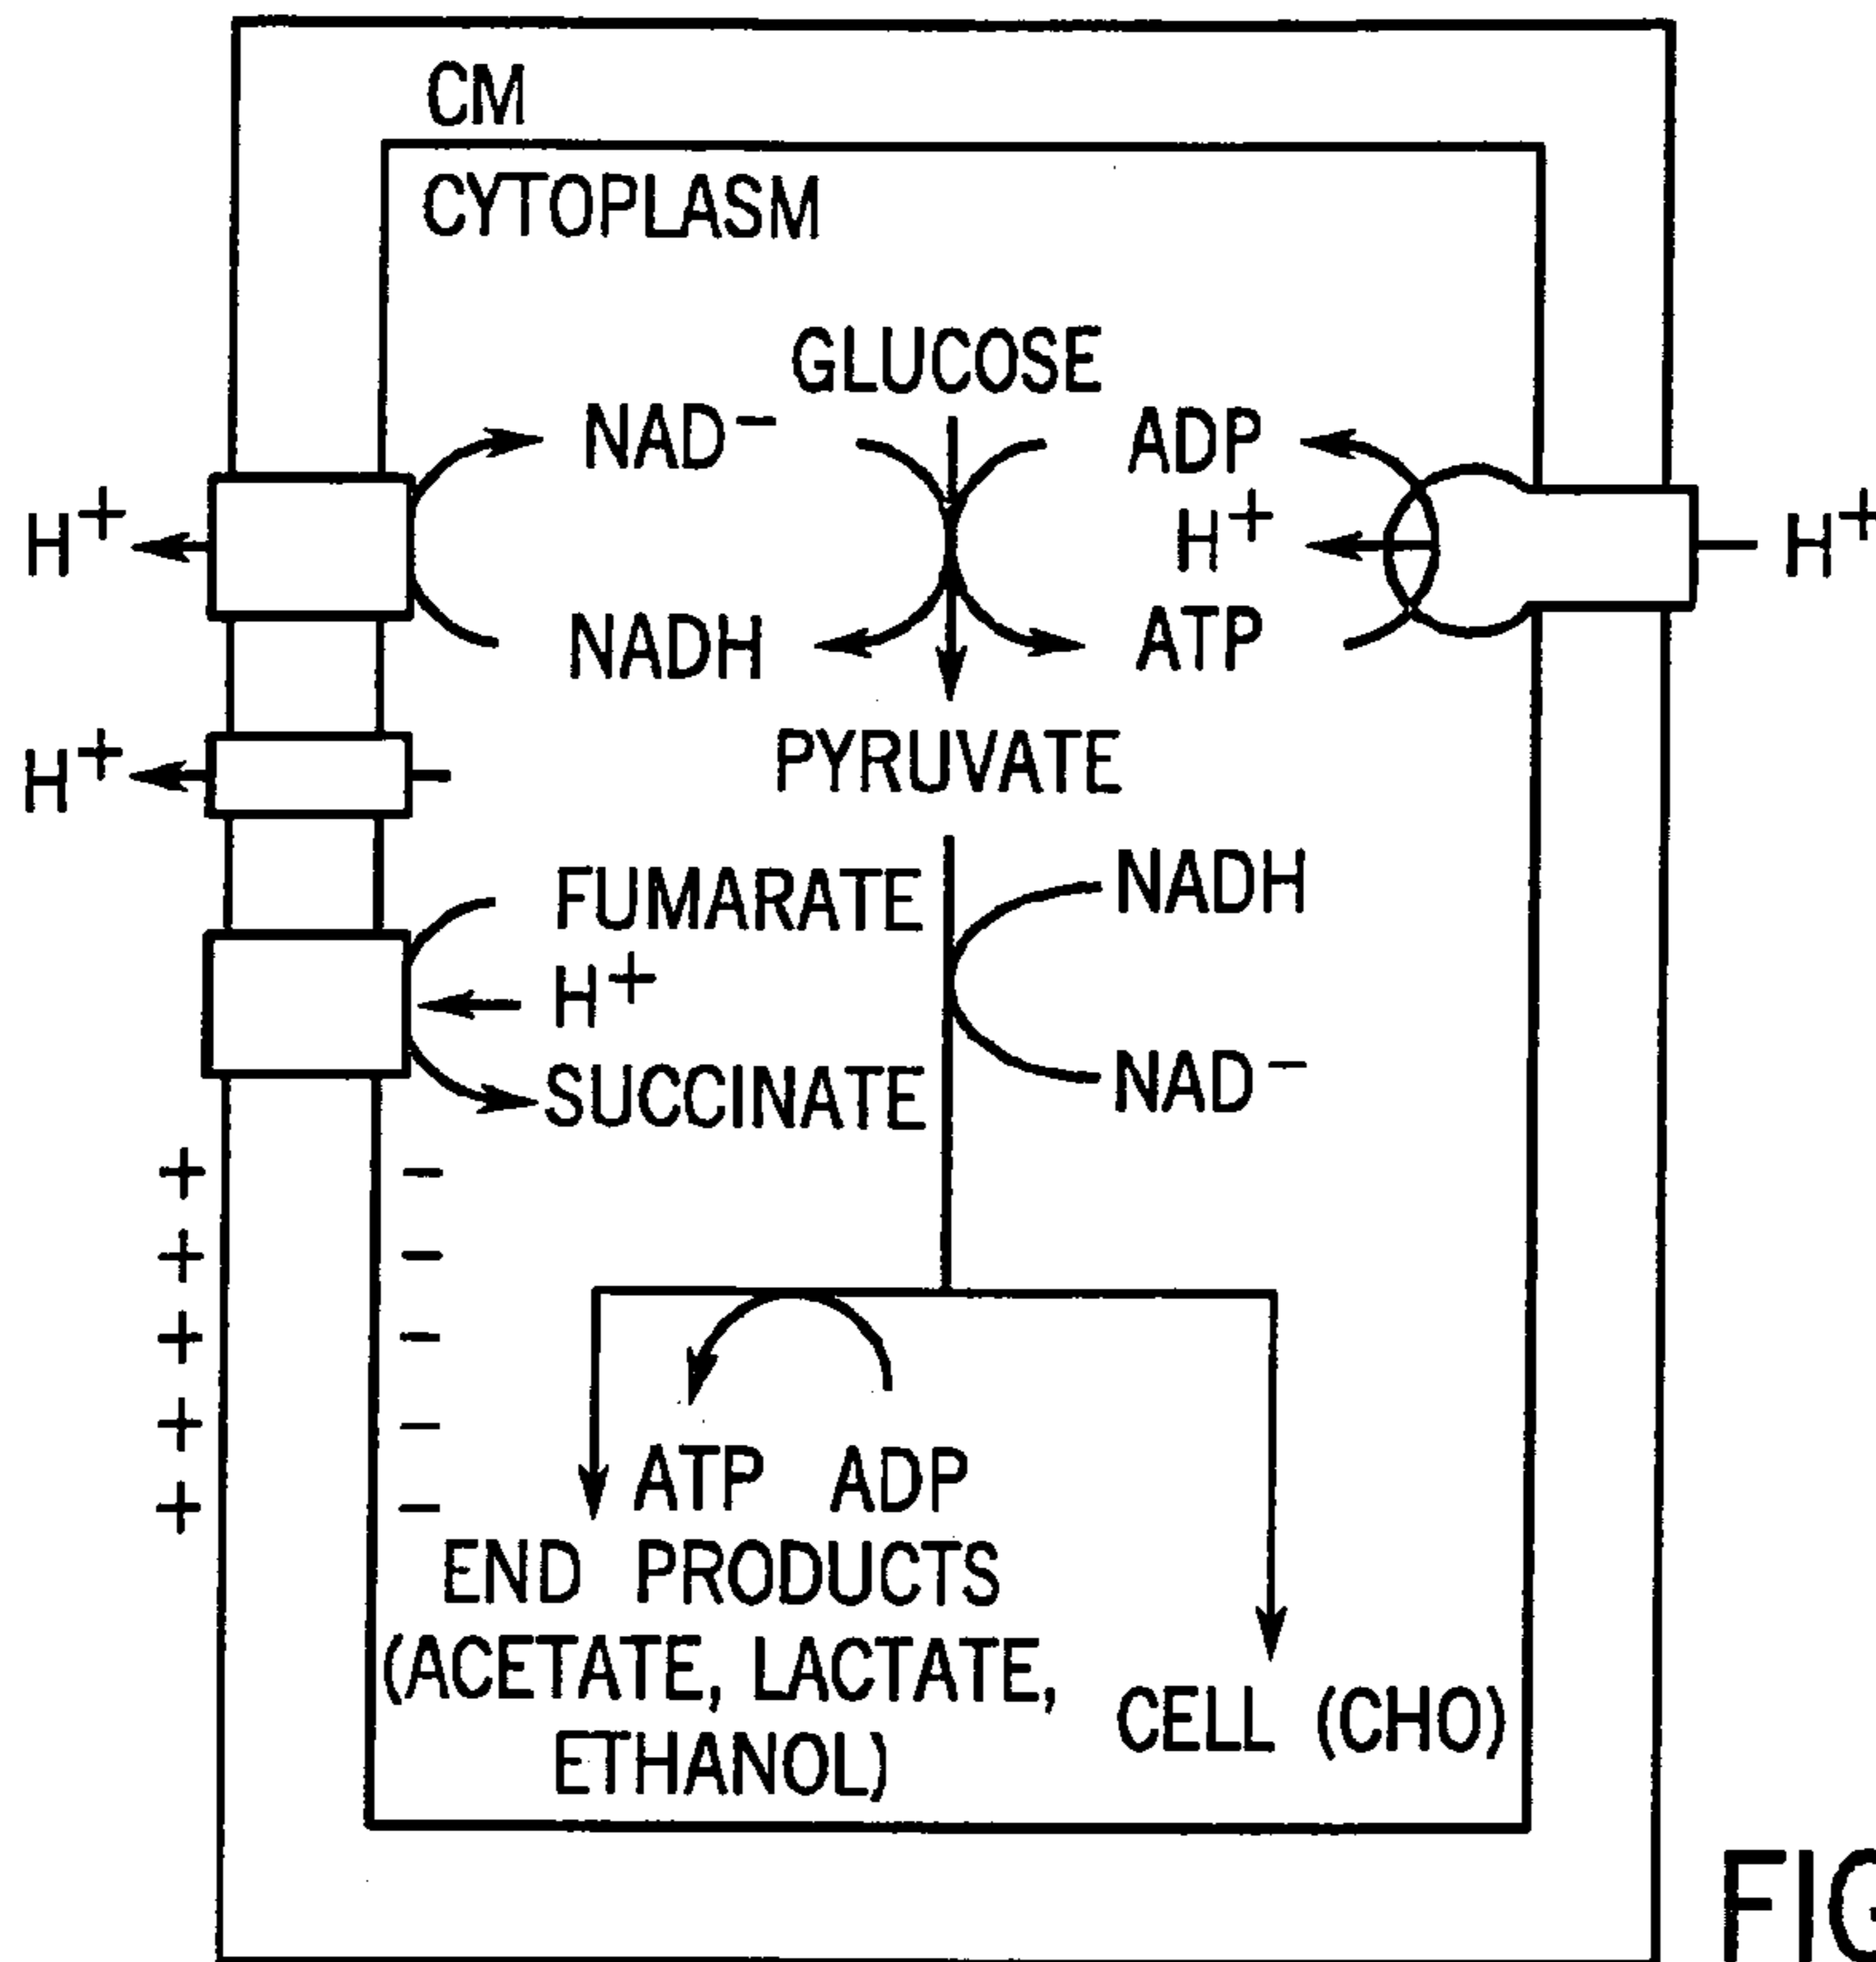 CM
CYTOPLASM
GLUCOSE
NAD⁻
ADP
H⁺
H⁺
H⁺
NADH
ATP
PYRUVATE
H⁺
FUMARATE
NADH
H⁺
SUCCINATE
NAD⁻
+ −
+ −
+ −
+ −
+ −
ATP ADP
END PRODUCTS
(ACETATE, LACTATE,
ETHANOL)
CELL (CHO)
FIG